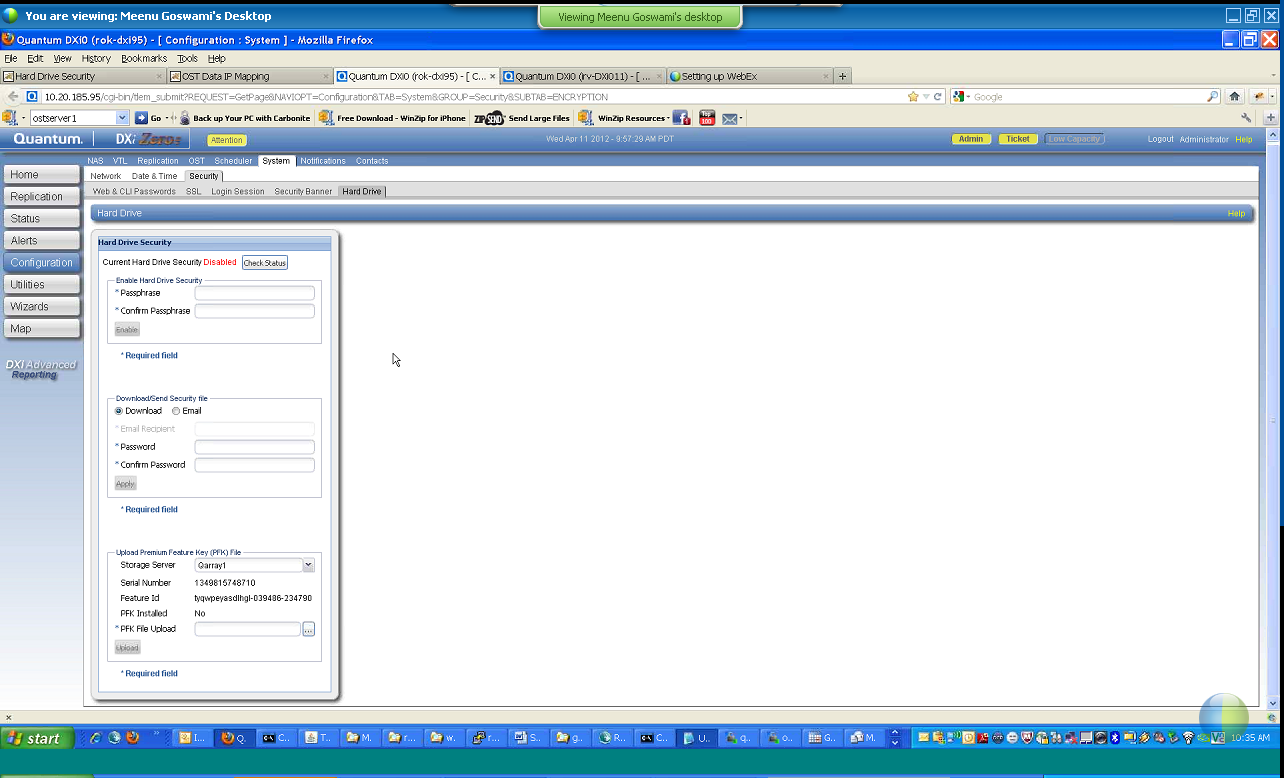 You are viewing: Meenu Goswami's Desktop
Viewing Meenu Goswami's desktop
Quantum DXi0 (rok-dxi95) - [ Configuration : System ] - Mozilla Firefox
File Edit View History Bookmarks Tools Help
Hard Drive Security × OST Data IP Mapping × Quantum DXi0 (rok-dxi95) - [ C... × Quantum DXi0 (irv-DXi011) - [ ... × Setting up WebEx × +
10.20.185.95/cgi-bin/tlem_submit?REQUEST=GetPage&NAVIOPT=Configuration&TAB=System&GROUP=Security&SUBTAB=ENCRYPTION Google
ostserver1 Go Back up Your PC with Carbonite Free Download - WinZip for iPhone ZIPSEND Send Large Files WinZip Resources Top 100
Quantum. DXi Attention Wed Apr 11 2012 - 9:57:29 AM PDT Admin Ticket Low Capacity Logout Administrator Help
NAS VTL Replication OST Scheduler System Notifications Contacts
Network Date & Time Security
Web & CLI Passwords SSL Login Session Security Banner Hard Drive
Home
Replication
Status
Alerts
Configuration
Utilities
Wizards
Map
DXi Advanced
Reporting
Hard Drive Help
Hard Drive Security
Current Hard Drive Security Disabled Check Status
Enable Hard Drive Security
* Passphrase
* Confirm Passphrase
Enable
* Required field
Download/Send Security file
Download Email
* Email Recipient
* Password
* Confirm Password
Apply
* Required field
Upload Premium Feature Key (PFK) File
Storage Server Qarray1
Serial Number 1349815748710
Feature Id tyqwpeyasdlhgl-039486-234790
PFK Installed No
* PFK File Upload ...
Upload
* Required field
×
start I... Q. C... T... M.. r... w.. r... S.. g.. R.. C... U.. q.. o.. G... M. 10:35 AM